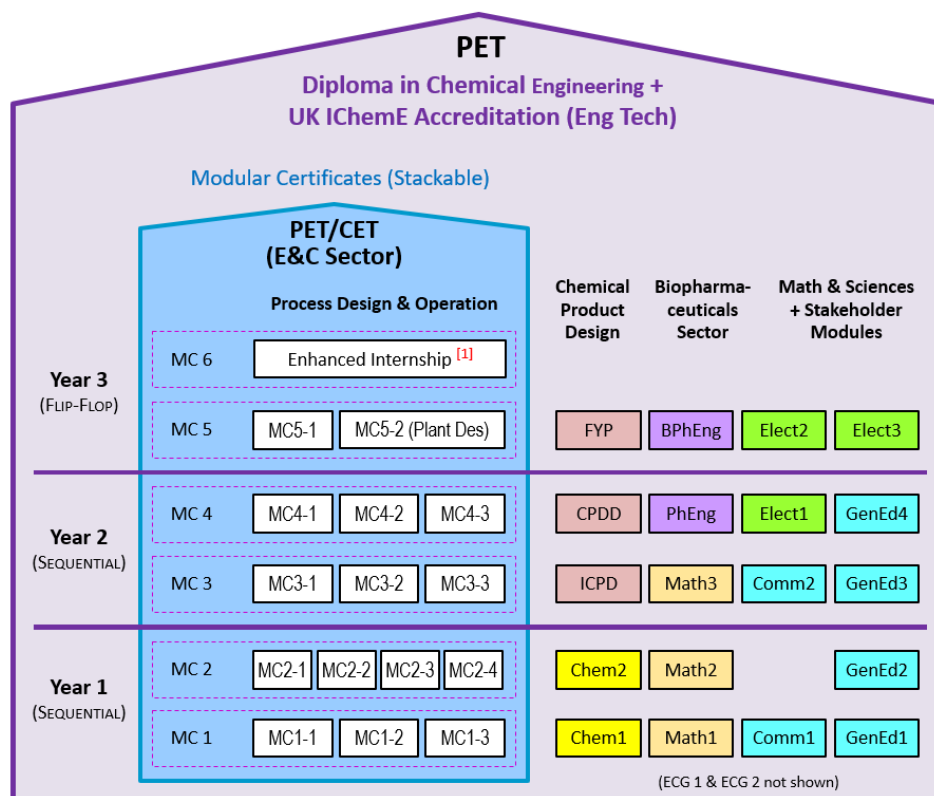 PET
Diploma in Chemical Engineering +
UK IChemE Accreditation (Eng Tech)
Modular Certificates (Stackable)
PET/CET
(E&C Sector)
Process Design & Operation
Chemical
Product
Design
Biopharma-
ceuticals
Sector
Math & Sciences
+ Stakeholder
Modules
Year 3
(FLIP-FLOP)
MC 6
Enhanced Internship [1]
MC 5
MC5-1
MC5-2 (Plant Des)
FYP
BPhEng
Elect2
Elect3
Year 2
(SEQUENTIAL)
MC 4
MC4-1
MC4-2
MC4-3
CPDD
PhEng
Elect1
GenEd4
MC 3
MC3-1
MC3-2
MC3-3
ICPD
Math3
Comm2
GenEd3
Year 1
(SEQUENTIAL)
MC 2
MC2-1
MC2-2
MC2-3
MC2-4
Chem2
Math2
GenEd2
MC 1
MC1-1
MC1-2
MC1-3
Chem1
Math1
Comm1
GenEd1
(ECG 1 & ECG 2 not shown)